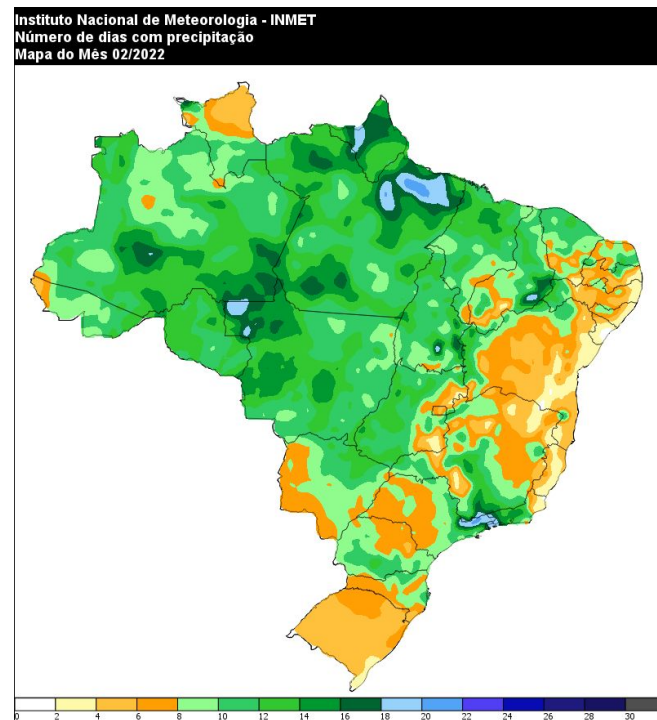 Instituto Nacional de Meteorologia - INMET
Número de dias com precipitação
Mapa do Mês 02/2022
0 2 4 6 8 10 12 14 16 18 20 22 24 26 28 30